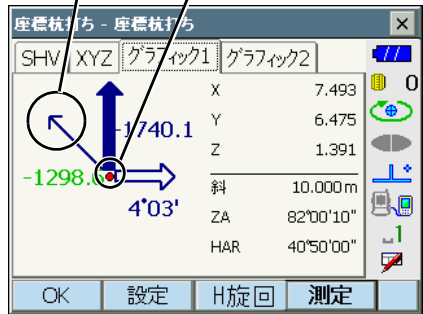 座標杭打ち - 座標杭打ち
SHV XYZ グラフィック1 グラフィック2
X 7.493
Y 6.475
Z 1.391
斜 10.000m
ZA 82°00'10"
HAR 40°50'00"
-1740.1
-1298.6
4°03'
0
1
OK 設定 H旋回 測定